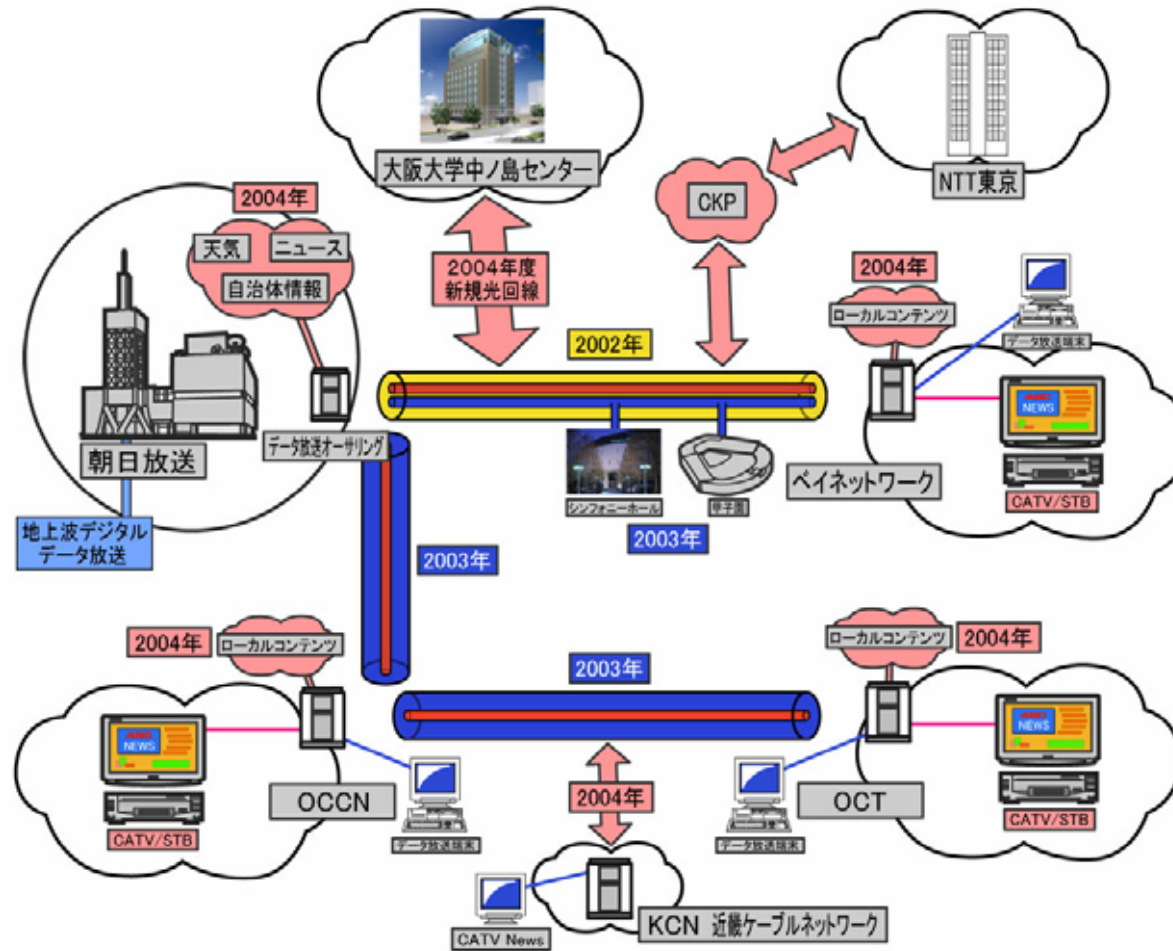 大阪大学中ノ島センター
NTT東京
CKP
2004年
天気
ニュース
自治体情報
2004年度
新規光回線
2004年
ローカルコンテンツ
データ放送端末
2002年
ABC
NEWS
朝日放送
データ放送オーサリング
ベイネットワーク
CATV/STB
シンフォニーホール
甲子園
2003年
地上波デジタル
データ放送
2003年
2004年
ローカルコンテンツ
ローカルコンテンツ
2004年
2003年
ABC
NEWS
ABC
NEWS
OCCN
2004年
OCT
CATV/STB
データ放送端末
データ放送端末
CATV/STB
KCN 近畿ケーブルネットワーク
CATV News